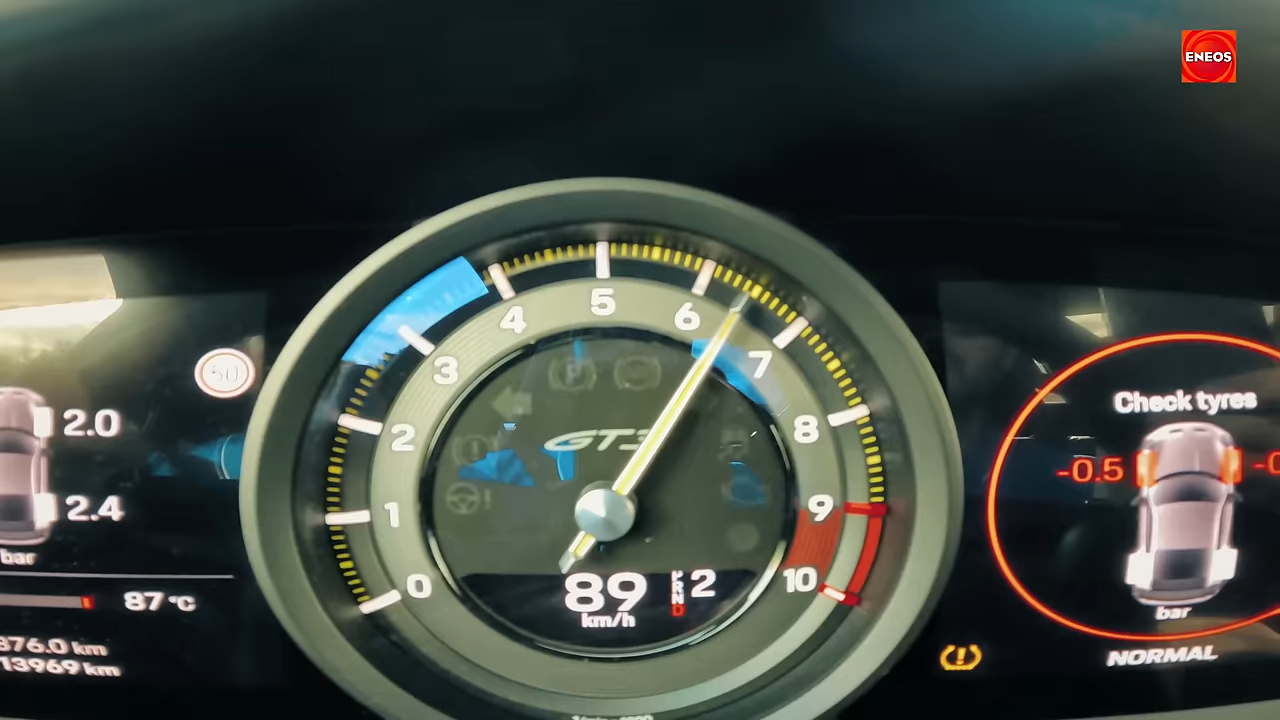 ENEOS
50
2.0
2.4
bar
87 °C
376.0 km
13969 km
0
1
2
3
4
5
6
7
8
9
10
GT3
89
km/h
P
R
N
D
2
Check tyres
-0.5
bar
NORMAL